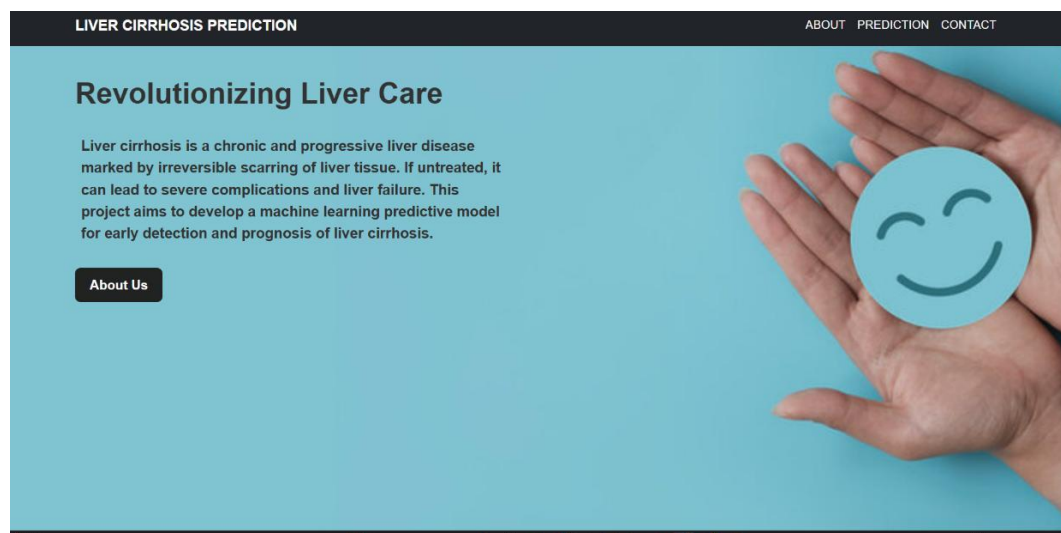 LIVER CIRRHOSIS PREDICTION
ABOUT PREDICTION CONTACT
Revolutionizing Liver Care
Liver cirrhosis is a chronic and progressive liver disease
marked by irreversible scarring of liver tissue. If untreated, it
can lead to severe complications and liver failure. This
project aims to develop a machine learning predictive model
for early detection and prognosis of liver cirrhosis.
About Us